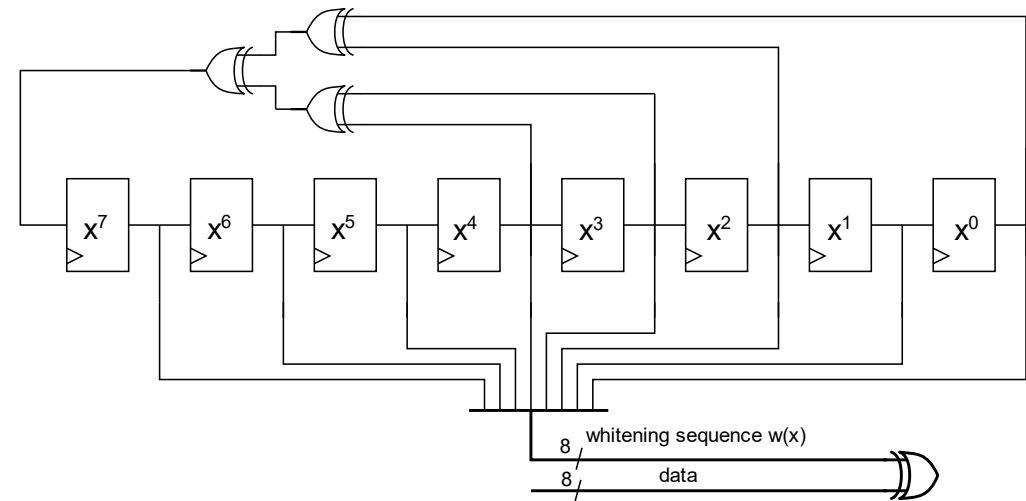 x⁷ x⁶ x⁵ x⁴ x³ x² x¹ x⁰
8 whitening sequence w(x)
8 data